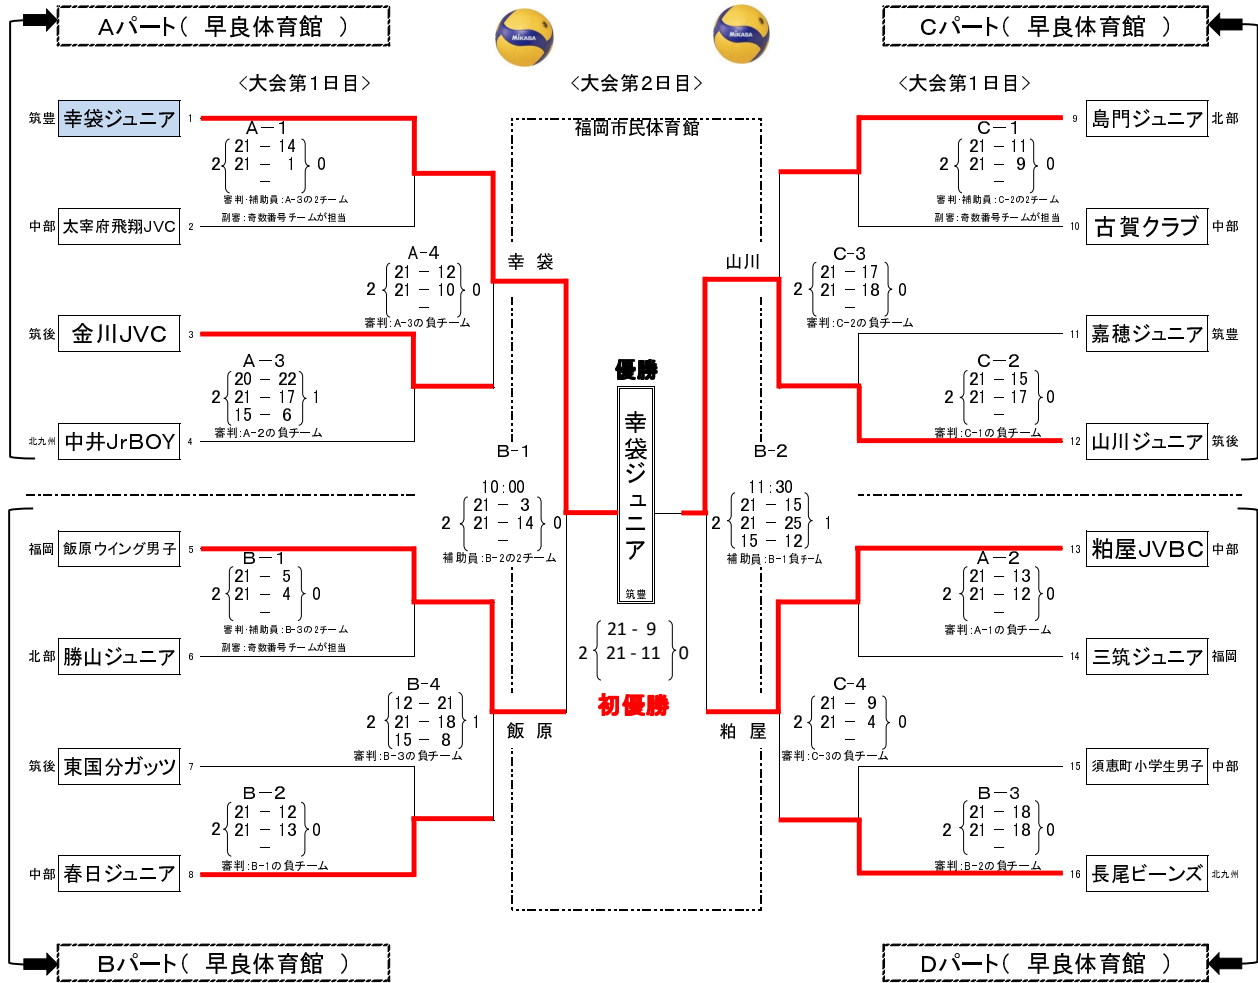 Aパート( 早良体育館 )
Cパート( 早良体育館 )
MIKASA
MIKASA
<大会第1日目>
<大会第2日目>
<大会第1日目>
福岡市民体育館
筑豊 幸袋ジュニア 1
A-1
21 - 14
2 21 - 1 0
-
審判・補助員:A-3の2チーム
副審:奇数番号チームが担当
中部 太宰府飛翔JVC 2
A-4
21 - 12
2 21 - 10 0
-
審判:A-3の負チーム
筑後 金川JVC 3
A-3
20 - 22
2 21 - 17 1
15 - 6
審判:A-2の負チーム
北九州 中井JrBOY 4
幸袋
B-1
10:00
21 - 3
2 21 - 14 0
-
補助員:B-2の2チーム
福岡 飯原ウイング男子 5
B-1
21 - 5
2 21 - 4 0
-
審判・補助員:B-3の2チーム
副審:奇数番号チームが担当
北部 勝山ジュニア 6
B-4
12 - 21
2 21 - 18 1
15 - 8
審判:B-3の負チーム
飯原
筑後 東国分ガッツ 7
B-2
21 - 12
2 21 - 13 0
-
審判:B-1の負チーム
中部 春日ジュニア 8
優勝
幸袋ジュニア
筑豊
21 - 9
2 21 - 11 0
初優勝
9 島門ジュニア 北部
C-1
21 - 11
2 21 - 9 0
-
審判・補助員:C-2の2チーム
副審:奇数番号チームが担当
10 古賀クラブ 中部
山川
C-3
21 - 17
2 21 - 18 0
-
審判:C-2の負チーム
11 嘉穂ジュニア 筑豊
C-2
21 - 15
2 21 - 17 0
-
審判:C-1の負チーム
12 山川ジュニア 筑後
B-2
11:30
21 - 15
2 21 - 25 1
15 - 12
補助員:B-1負チーム
13 粕屋JVBC 中部
A-2
21 - 13
2 21 - 12 0
-
審判:A-1の負チーム
14 三筑ジュニア 福岡
C-4
21 - 9
2 21 - 4 0
-
審判:C-3の負チーム
粕屋
15 須恵町小学生男子 中部
B-3
21 - 18
2 21 - 18 0
-
審判:B-2の負チーム
16 長尾ビーンズ 北九州
Bパート( 早良体育館 )
Dパート( 早良体育館 )